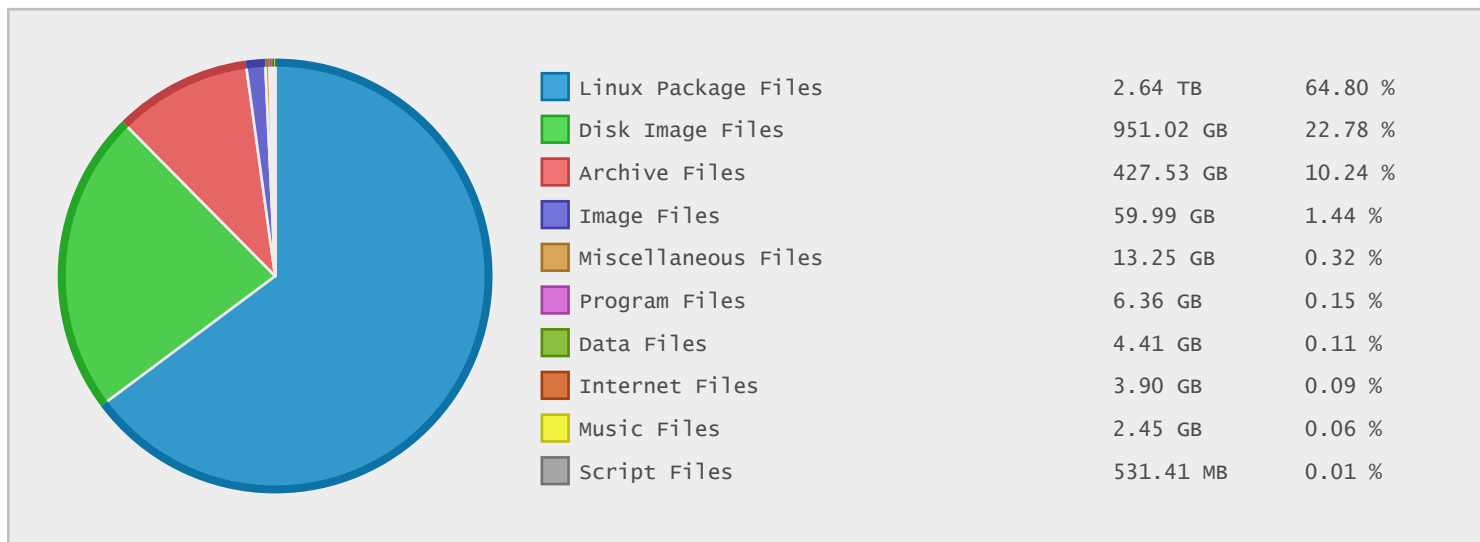 Linux Package Files 2.64 TB 64.80 %
Disk Image Files 951.02 GB 22.78 %
Archive Files 427.53 GB 10.24 %
Image Files 59.99 GB 1.44 %
Miscellaneous Files 13.25 GB 0.32 %
Program Files 6.36 GB 0.15 %
Data Files 4.41 GB 0.11 %
Internet Files 3.90 GB 0.09 %
Music Files 2.45 GB 0.06 %
Script Files 531.41 MB 0.01 %